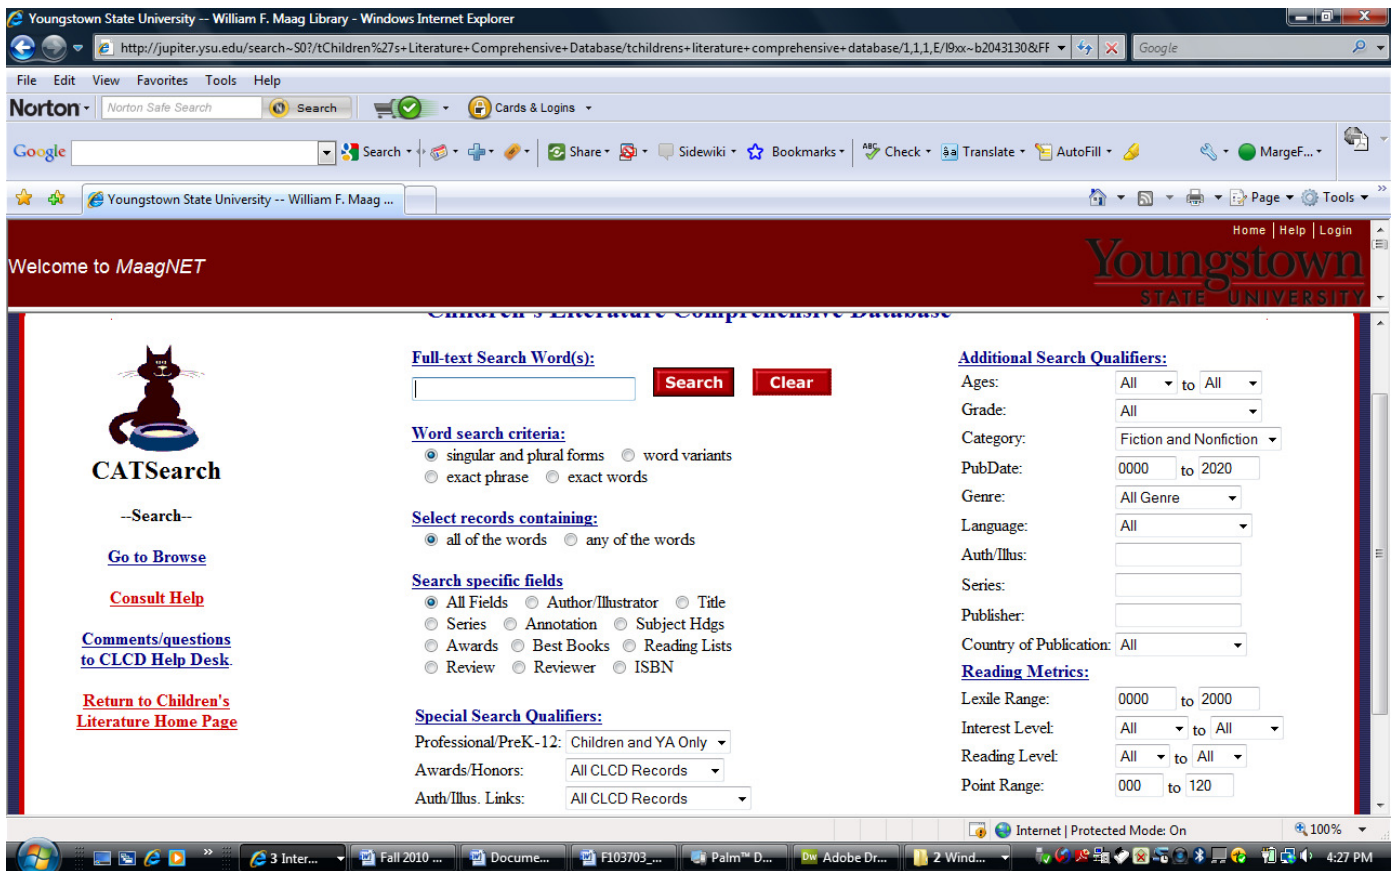 Youngstown State University -- William F. Maag Library - Windows Internet Explorer
http://jupiter.ysu.edu/search~S0?/tChildren%27s+Literature+Comprehensive+Database/tchildrens+literature+comprehensive+database/1,1,1,E/l9xx~b2043130&FF
Google
File Edit View Favorites Tools Help
Norton Norton Safe Search Search Cards & Logins
Google Search Share Sidewiki Bookmarks ABC Check Translate AutoFill MargeF...
Youngstown State University -- William F. Maag ... Page Tools
Home | Help | Login
Welcome to MaagNET
Youngstown
STATE UNIVERSITY
Children's Literature Comprehensive Database
CATSearch
--Search--
Go to Browse
Consult Help
Comments/questions
to CLCD Help Desk.
Return to Children's
Literature Home Page
Full-text Search Word(s):
Search Clear
Word search criteria:
singular and plural forms word variants
exact phrase exact words
Select records containing:
all of the words any of the words
Search specific fields
All Fields Author/Illustrator Title
Series Annotation Subject Hdgs
Awards Best Books Reading Lists
Review Reviewer ISBN
Special Search Qualifiers:
Professional/PreK-12: Children and YA Only
Awards/Honors: All CLCD Records
Auth/Illus. Links: All CLCD Records
Additional Search Qualifiers:
Ages: All to All
Grade: All
Category: Fiction and Nonfiction
PubDate: 0000 to 2020
Genre: All Genre
Language: All
Auth/Illus:
Series:
Publisher:
Country of Publication: All
Reading Metrics:
Lexile Range: 0000 to 2000
Interest Level: All to All
Reading Level: All to All
Point Range: 000 to 120
Internet | Protected Mode: On 100%
3 Inter... Fall 2010 ... Docume... F103703_... Palm™ D... Dw Adobe Dr... 2 Wind... 4:27 PM